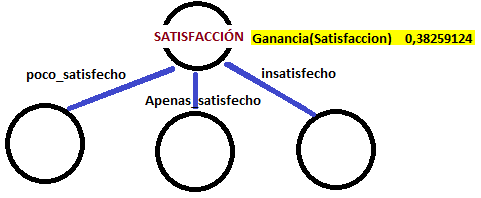 SATISFACCIÓN
Ganancia(Satisfaccion) 0,38259124
poco_satisfecho
insatisfecho
Apenas_satisfecho